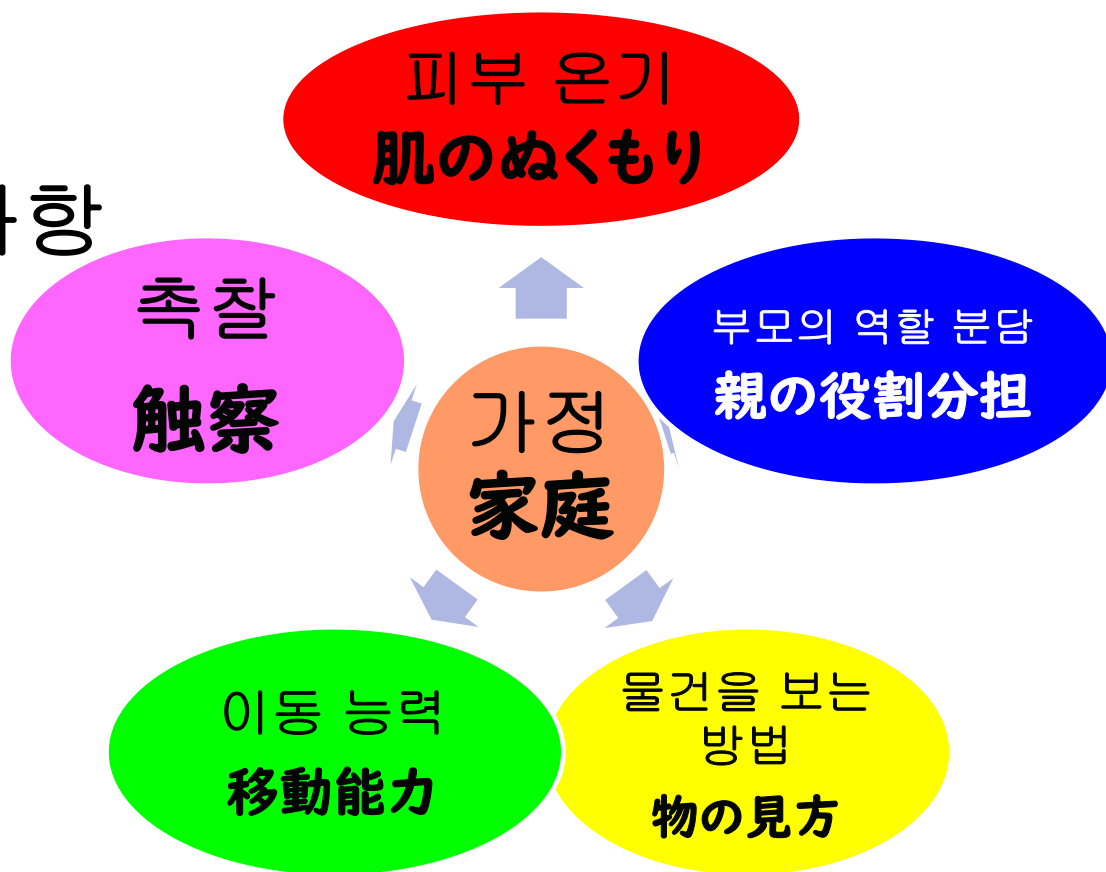 피부 온기
肌のぬくもり
항
촉찰
触察
부모의 역할 분담
親の役割分担
가정
家庭
이동 능력
移動能力
물건을 보는
방법
物の見方